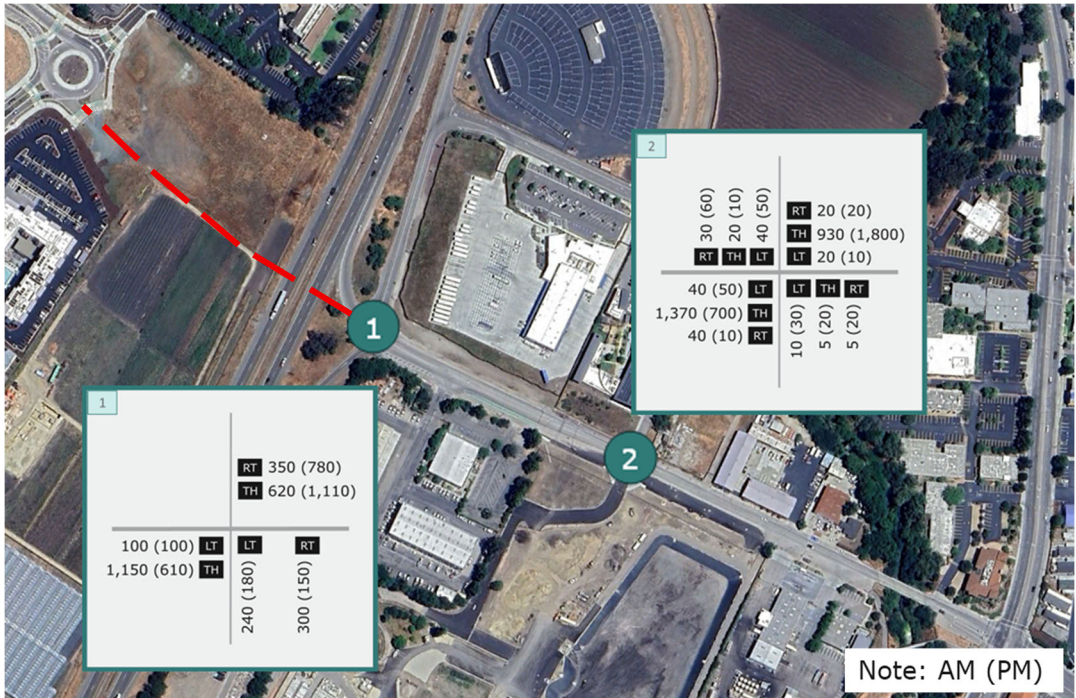 2
30 (60)
20 (10)
40 (50)
RT 20 (20)
TH 930 (1,800)
RT TH LT LT 20 (10)
40 (50) LT LT TH RT
1,370 (700) TH
40 (10) RT
10 (30)
5 (20)
5 (20)
1
2
1
RT 350 (780)
TH 620 (1,110)
100 (100) LT LT RT
1,150 (610) TH
240 (180)
300 (150)
Note: AM (PM)